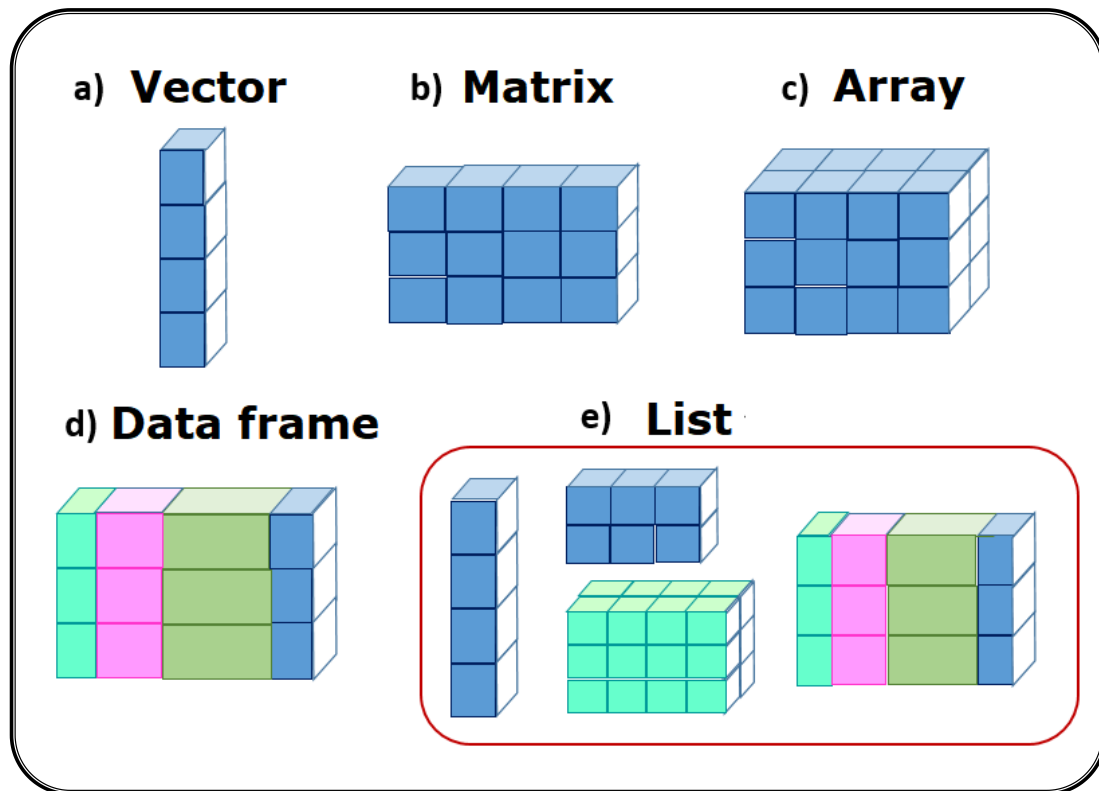 a) Vector
b) Matrix
c) Array
d) Data frame
e) List